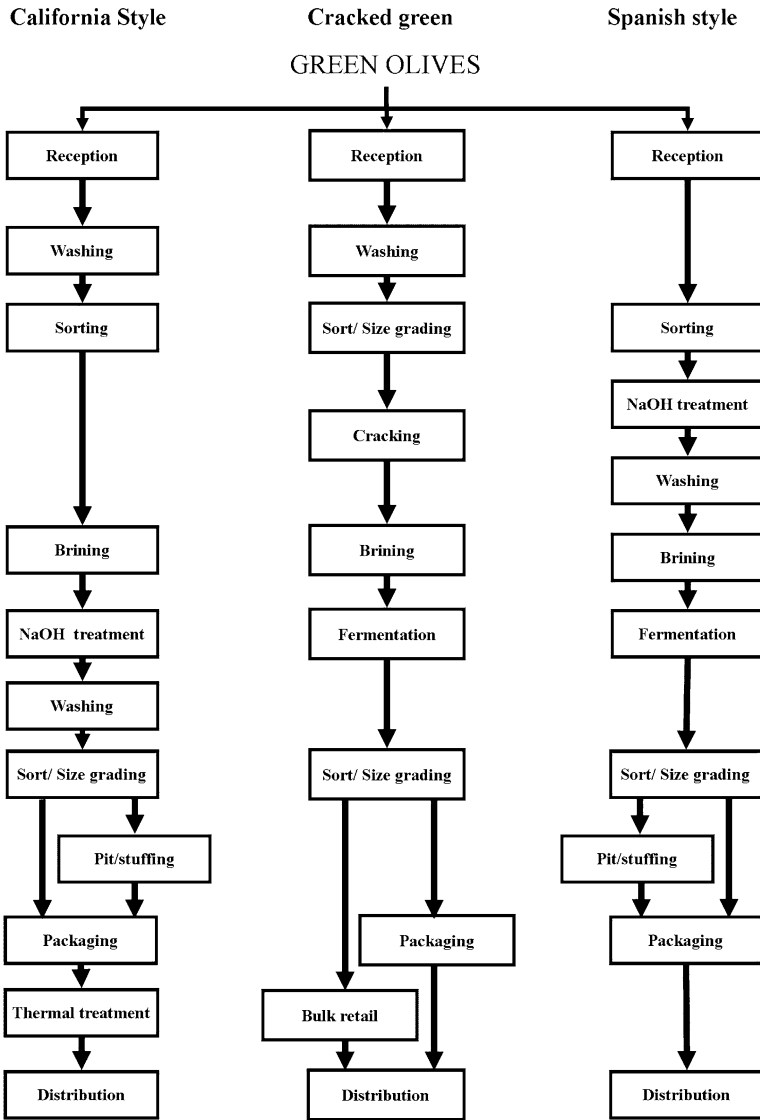 California Style
Cracked green
Spanish style
GREEN OLIVES
Reception
Washing
Sorting
Brining
NaOH treatment
Washing
Sort/ Size grading
Pit/stuffing
Packaging
Thermal treatment
Distribution
Reception
Washing
Sort/ Size grading
Cracking
Brining
Fermentation
Sort/ Size grading
Packaging
Bulk retail
Distribution
Reception
Sorting
NaOH treatment
Washing
Brining
Fermentation
Sort/ Size grading
Pit/stuffing
Packaging
Distribution